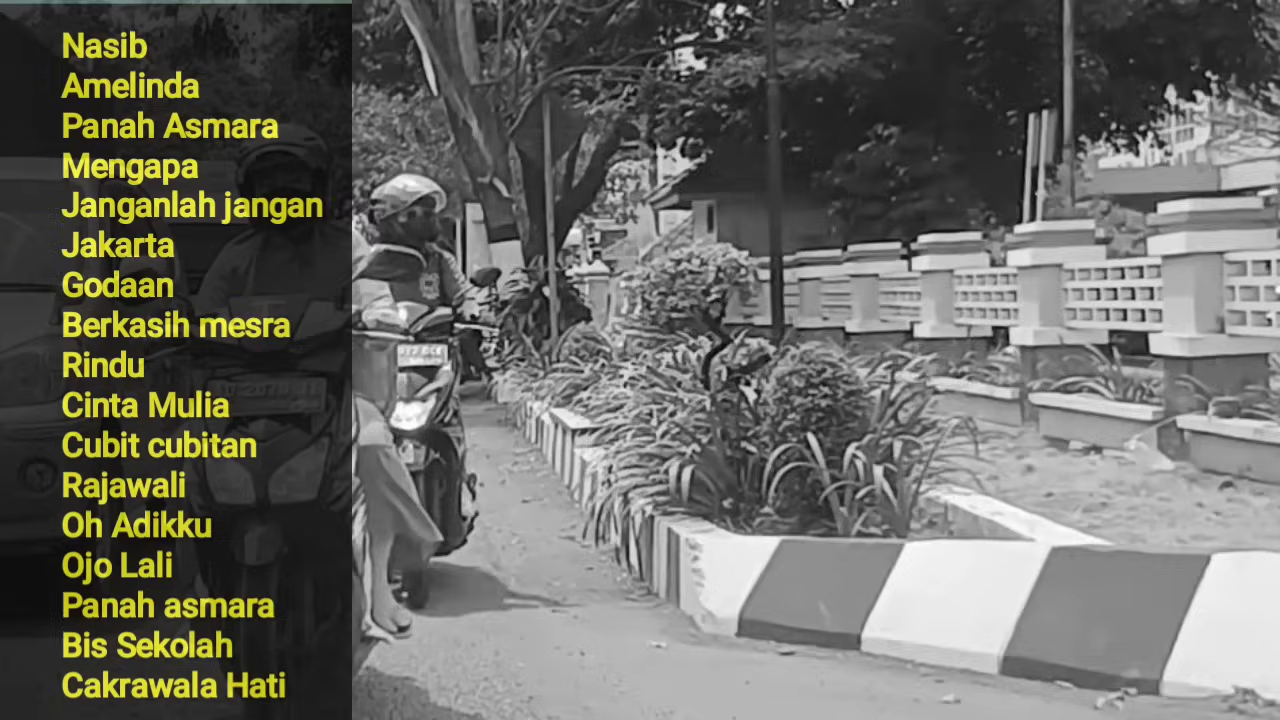 Nasib
Amelinda
Panah Asmara
Mengapa
Janganlah jangan
Jakarta
Godaan
Berkasih mesra
Rindu
Cinta Mulia
Cubit cubitan
Rajawali
Oh Adikku
Ojo Lali
Panah asmara
Bis Sekolah
Cakrawala Hati